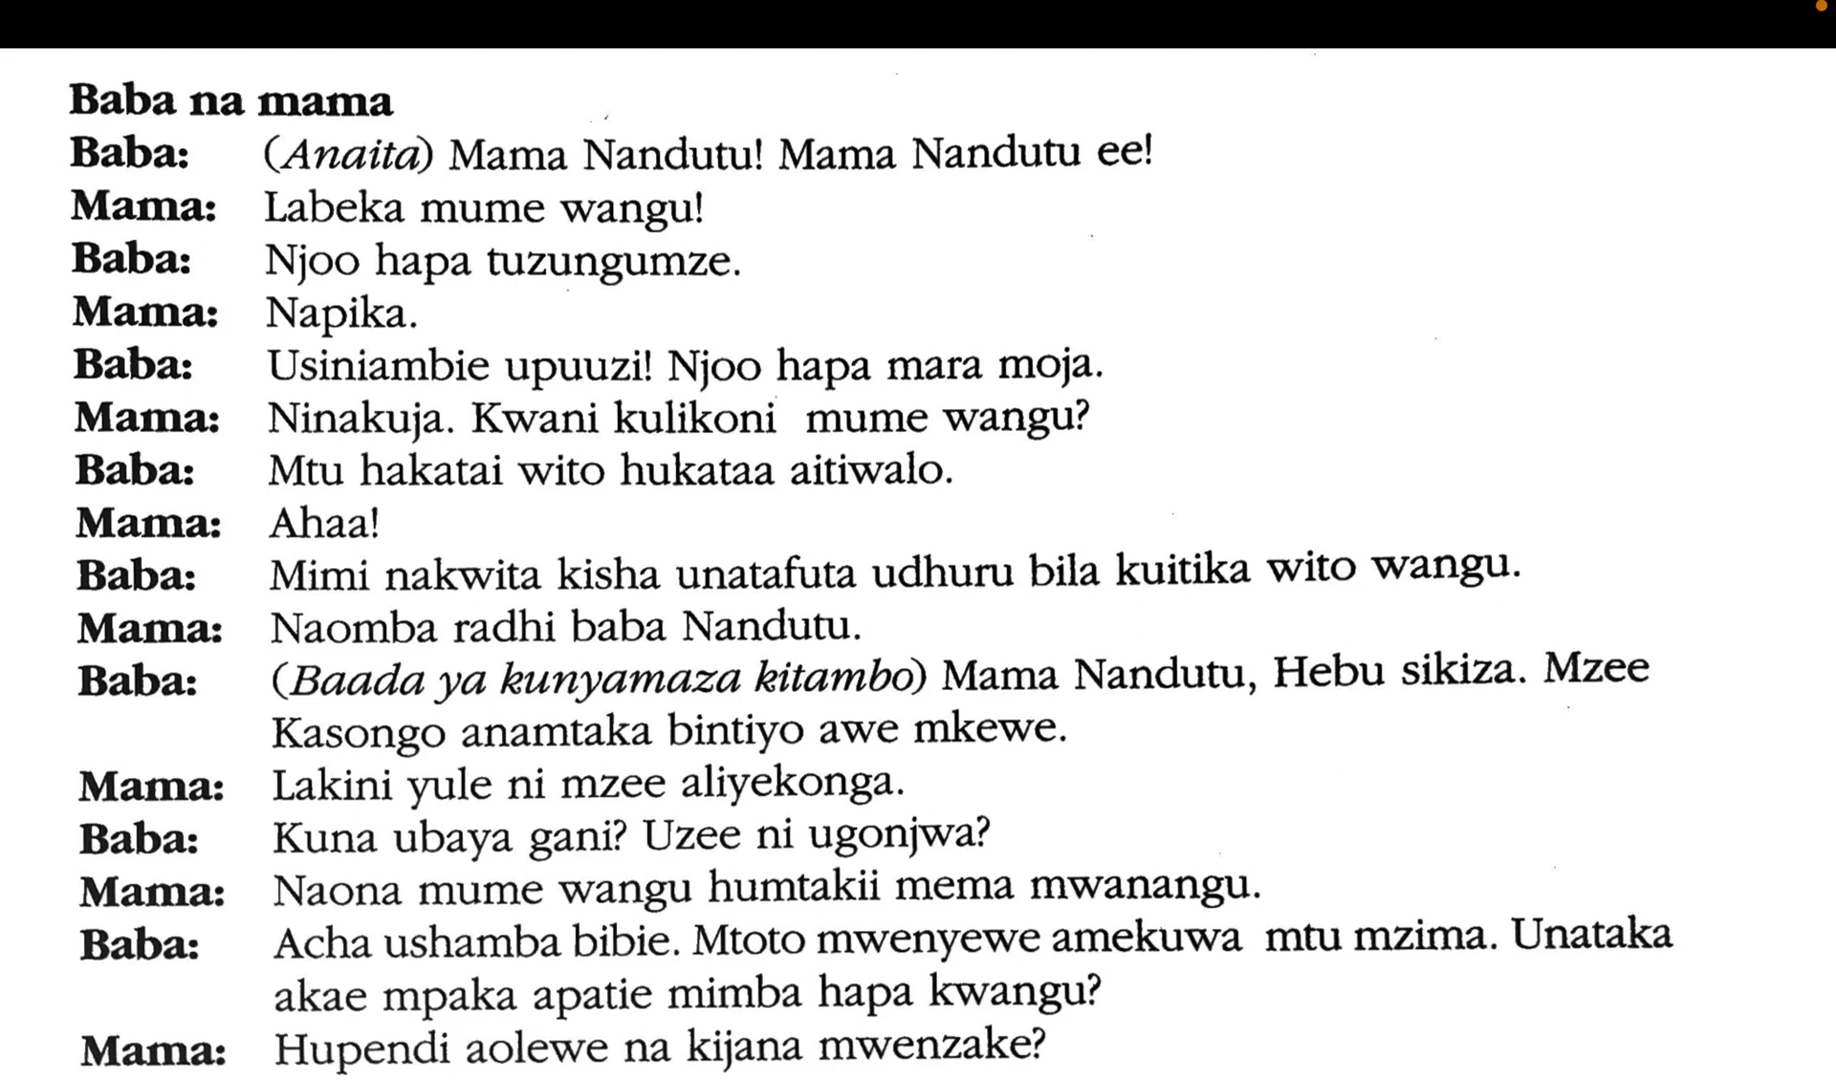 Baba na mama
Baba: (Anaita) Mama Nandutu! Mama Nandutu ee!
Mama: Labeka mume wangu!
Baba: Njoo hapa tuzungumze.
Mama: Napika.
Baba: Usiniambie upuuzi! Njoo hapa mara moja.
Mama: Ninakuja. Kwani kulikoni mume wangu?
Baba: Mtu hakatai wito hukataa aitiwalo.
Mama: Ahaa!
Baba: Mimi nakwita kisha unatafuta udhuru bila kuitika wito wangu.
Mama: Naomba radhi baba Nandutu.
Baba: (Baada ya kunyamaza kitambo) Mama Nandutu, Hebu sikiza. Mzee
Kasongo anamtaka bintiyo awe mkewe.
Mama: Lakini yule ni mzee aliyekonga.
Baba: Kuna ubaya gani? Uzee ni ugonjwa?
Mama: Naona mume wangu humtakii mema mwanangu.
Baba: Acha ushamba bibie. Mtoto mwenyewe amekuwa mtu mzima. Unataka
akae mpaka apatie mimba hapa kwangu?
Mama: Hupendi aolewe na kijana mwenzake?